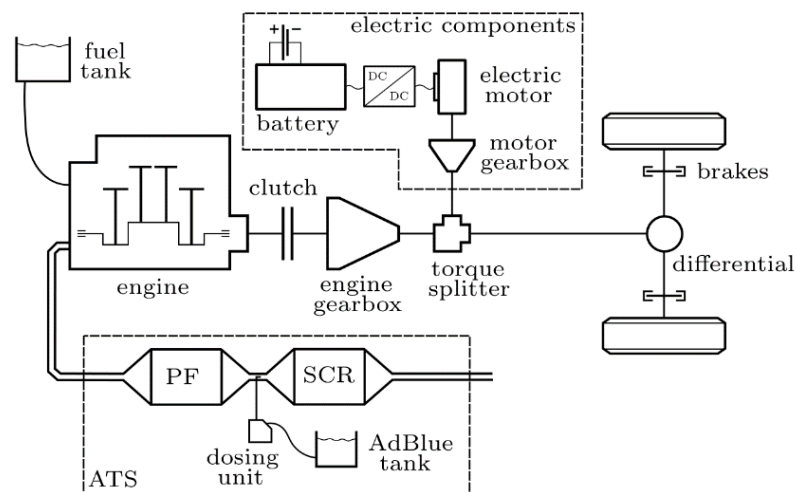 electric components
+ −
fuel
tank
DC
DC
electric
motor
battery
motor
gearbox
brakes
clutch
engine
engine
gearbox
torque
splitter
differential
PF
SCR
AdBlue
tank
dosing
unit
ATS